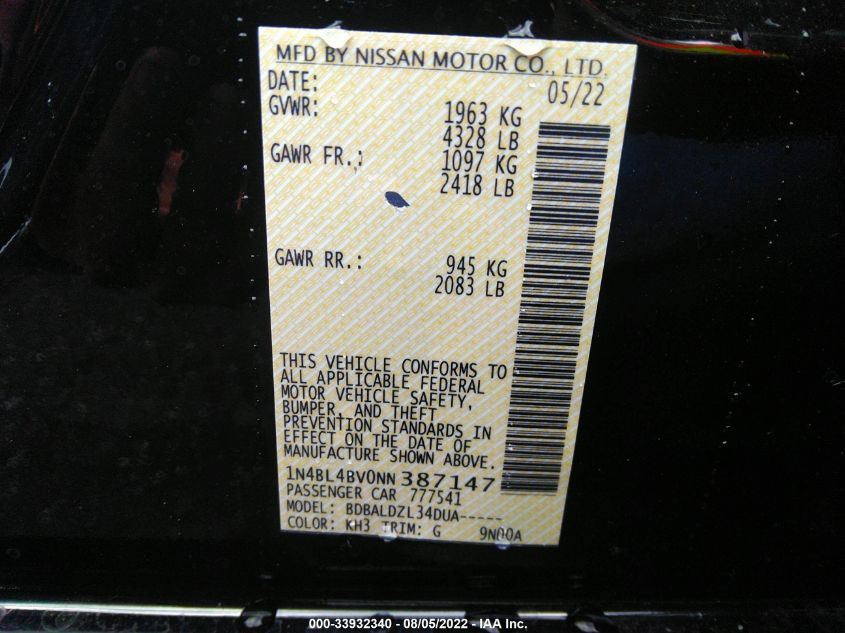 MFD BY NISSAN MOTOR CO., LTD.
DATE: 05/22
GVWR: 1963 KG
4328 LB
GAWR FR.: 1097 KG
2418 LB
GAWR RR.: 945 KG
2083 LB
THIS VEHICLE CONFORMS TO
ALL APPLICABLE FEDERAL
MOTOR VEHICLE SAFETY,
BUMPER, AND THEFT
PREVENTION STANDARDS IN
EFFECT ON THE DATE OF
MANUFACTURE SHOWN ABOVE.
1N4BL4BV0NN387147
PASSENGER CAR 777541
MODEL: BDBALDZL34DUA-----
COLOR: KH3 TRIM: G 9N00A
000-33932340 - 08/05/2022 - IAA Inc.